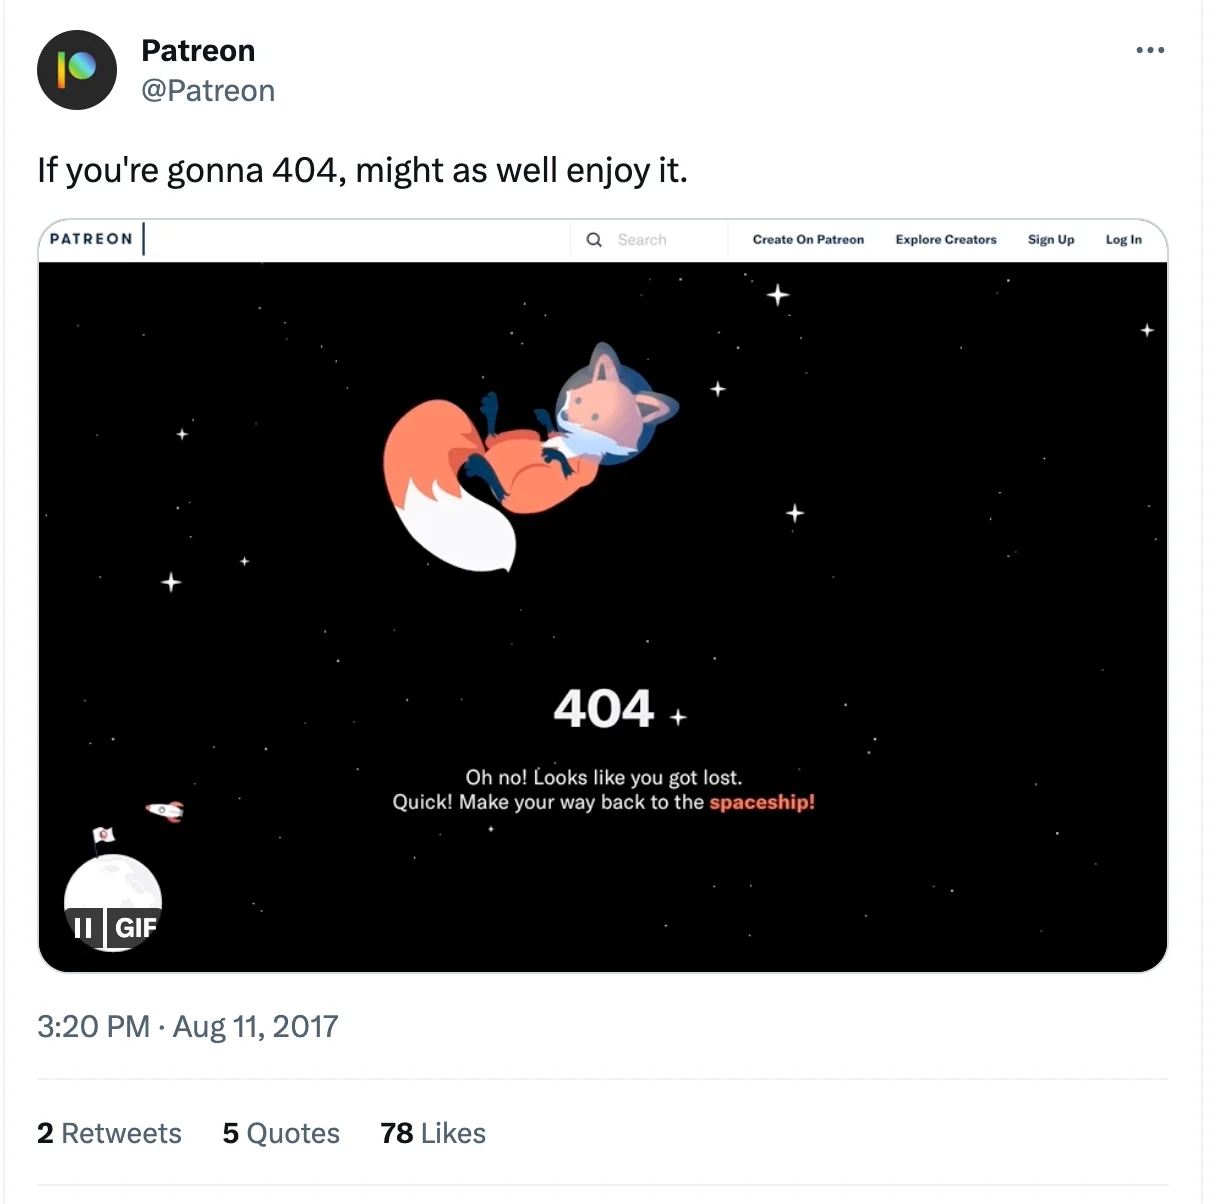 Patreon
@Patreon
If you're gonna 404, might as well enjoy it.
PATREON
Search
Create On Patreon
Explore Creators
Sign Up
Log In
404
Oh no! Looks like you got lost.
Quick! Make your way back to the spaceship!
GIF
3:20 PM · Aug 11, 2017
2 Retweets 5 Quotes 78 Likes